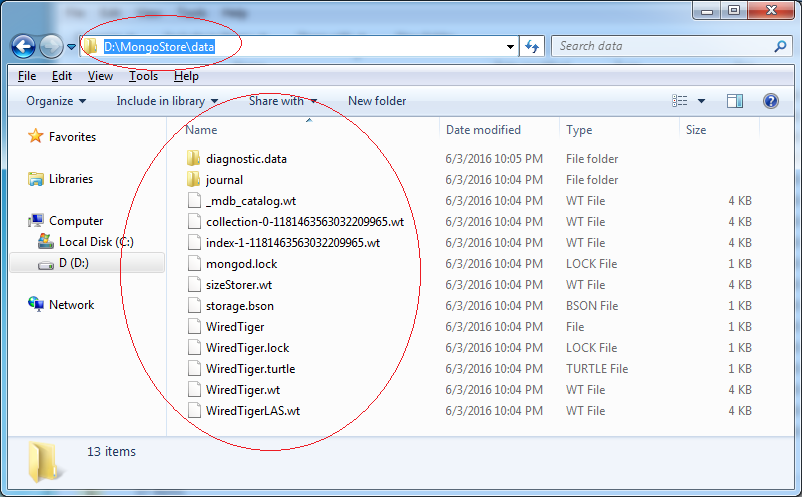 D:\MongoStore\data
Search data
File Edit View Tools Help
Organize Include in library Share with New folder
Favorites
Libraries
Computer
Local Disk (C:)
D (D:)
Network
Name Date modified Type Size
diagnostic.data 6/3/2016 10:05 PM File folder
journal 6/3/2016 10:04 PM File folder
_mdb_catalog.wt 6/3/2016 10:04 PM WT File 4 KB
collection-0-1181463563032209965.wt 6/3/2016 10:04 PM WT File 4 KB
index-1-1181463563032209965.wt 6/3/2016 10:04 PM WT File 4 KB
mongod.lock 6/3/2016 10:04 PM LOCK File 1 KB
sizeStorer.wt 6/3/2016 10:04 PM WT File 4 KB
storage.bson 6/3/2016 10:04 PM BSON File 1 KB
WiredTiger 6/3/2016 10:04 PM File 1 KB
WiredTiger.lock 6/3/2016 10:04 PM LOCK File 1 KB
WiredTiger.turtle 6/3/2016 10:04 PM TURTLE File 1 KB
WiredTiger.wt 6/3/2016 10:04 PM WT File 4 KB
WiredTigerLAS.wt 6/3/2016 10:04 PM WT File 4 KB
13 items